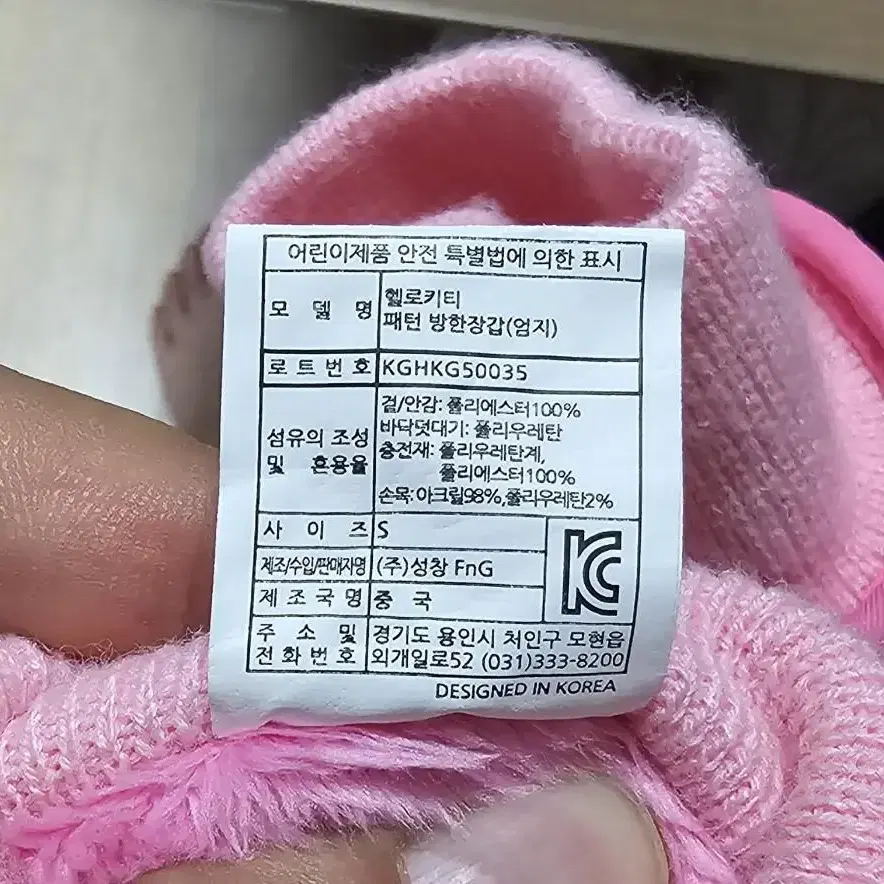 어린이제품 안전 특별법에 의한 표시
모 델 명 헬로키티
패턴 방한장갑(엄지)
로트번호 KGHKG50035
섬유의 조성 및 혼용율 겉/안감: 폴리에스터100%
바닥덧대기: 폴리우레탄
충전재: 폴리우레탄계,
폴리에스터100%
손목:아크릴98%,폴리우레탄2%
사 이 즈 S
제조/수입/판매자명 (주)성창 FnG
제조국명 중 국
KC
주 소 및 전화번호 경기도 용인시 처인구 모현읍
외개일로52 (031)333-8200
DESIGNED IN KOREA